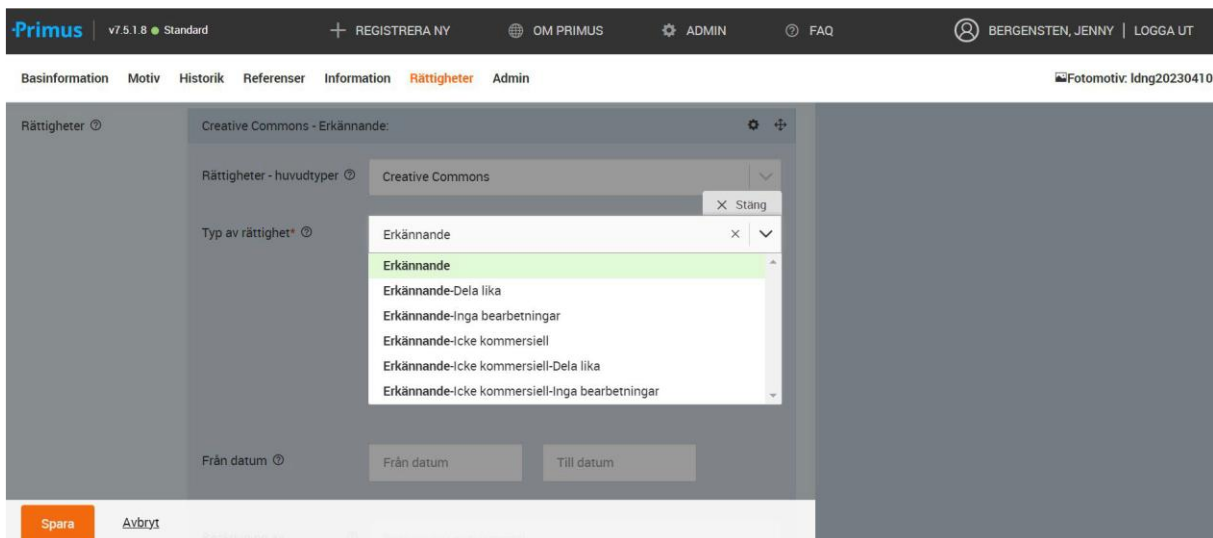 Primus v7.5.1.8 Standard REGISTRERA NY OM PRIMUS ADMIN FAQ BERGENSTEN, JENNY | LOGGA UT
Basinformation Motiv Historik Referenser Information Rättigheter Admin Fotomotiv: ldng20230410
Rättigheter Creative Commons - Erkännande:
Rättigheter - huvudtyper Creative Commons
× Stäng
Typ av rättighet* Erkännande
Erkännande
Erkännande-Dela lika
Erkännande-Inga bearbetningar
Erkännande-Icke kommersiell
Erkännande-Icke kommersiell-Dela lika
Erkännande-Icke kommersiell-Inga bearbetningar
Från datum Från datum Till datum
Spara Avbryt